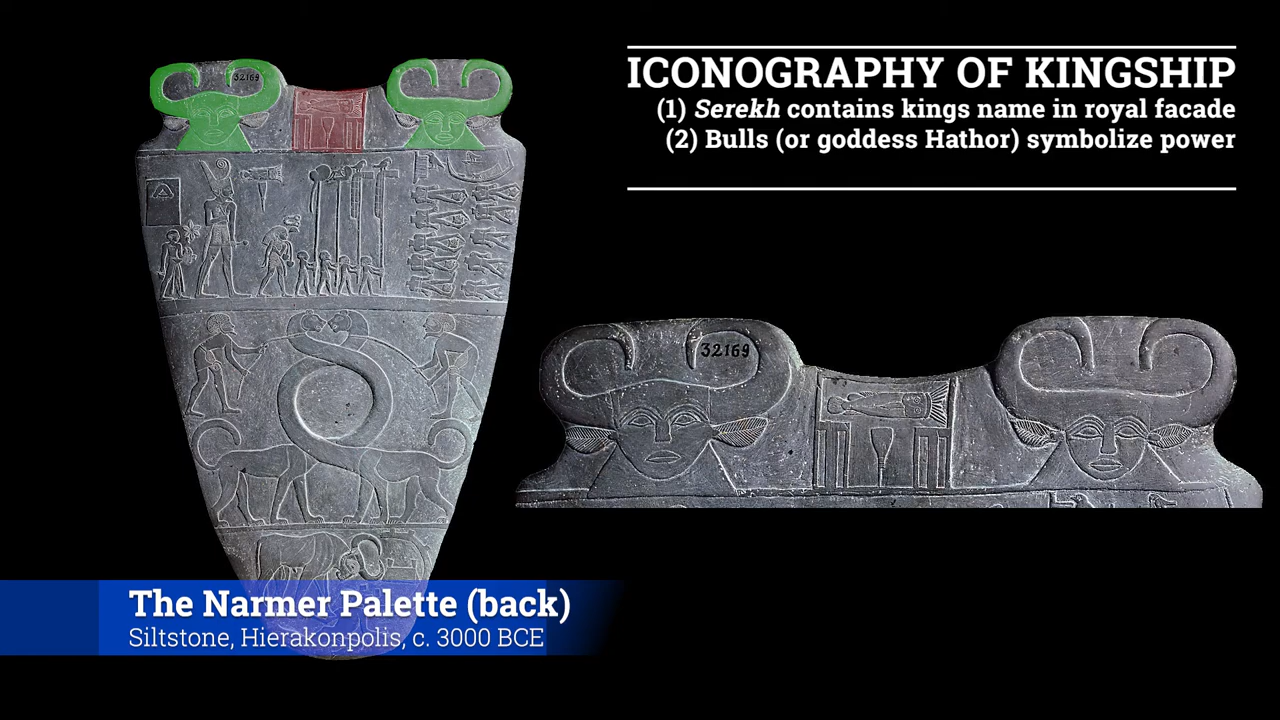 ICONOGRAPHY OF KINGSHIP
(1) Serekh contains kings name in royal facade
(2) Bulls (or goddess Hathor) symbolize power
32169
32169
The Narmer Palette (back)
Siltstone, Hierakonpolis, c. 3000 BCE